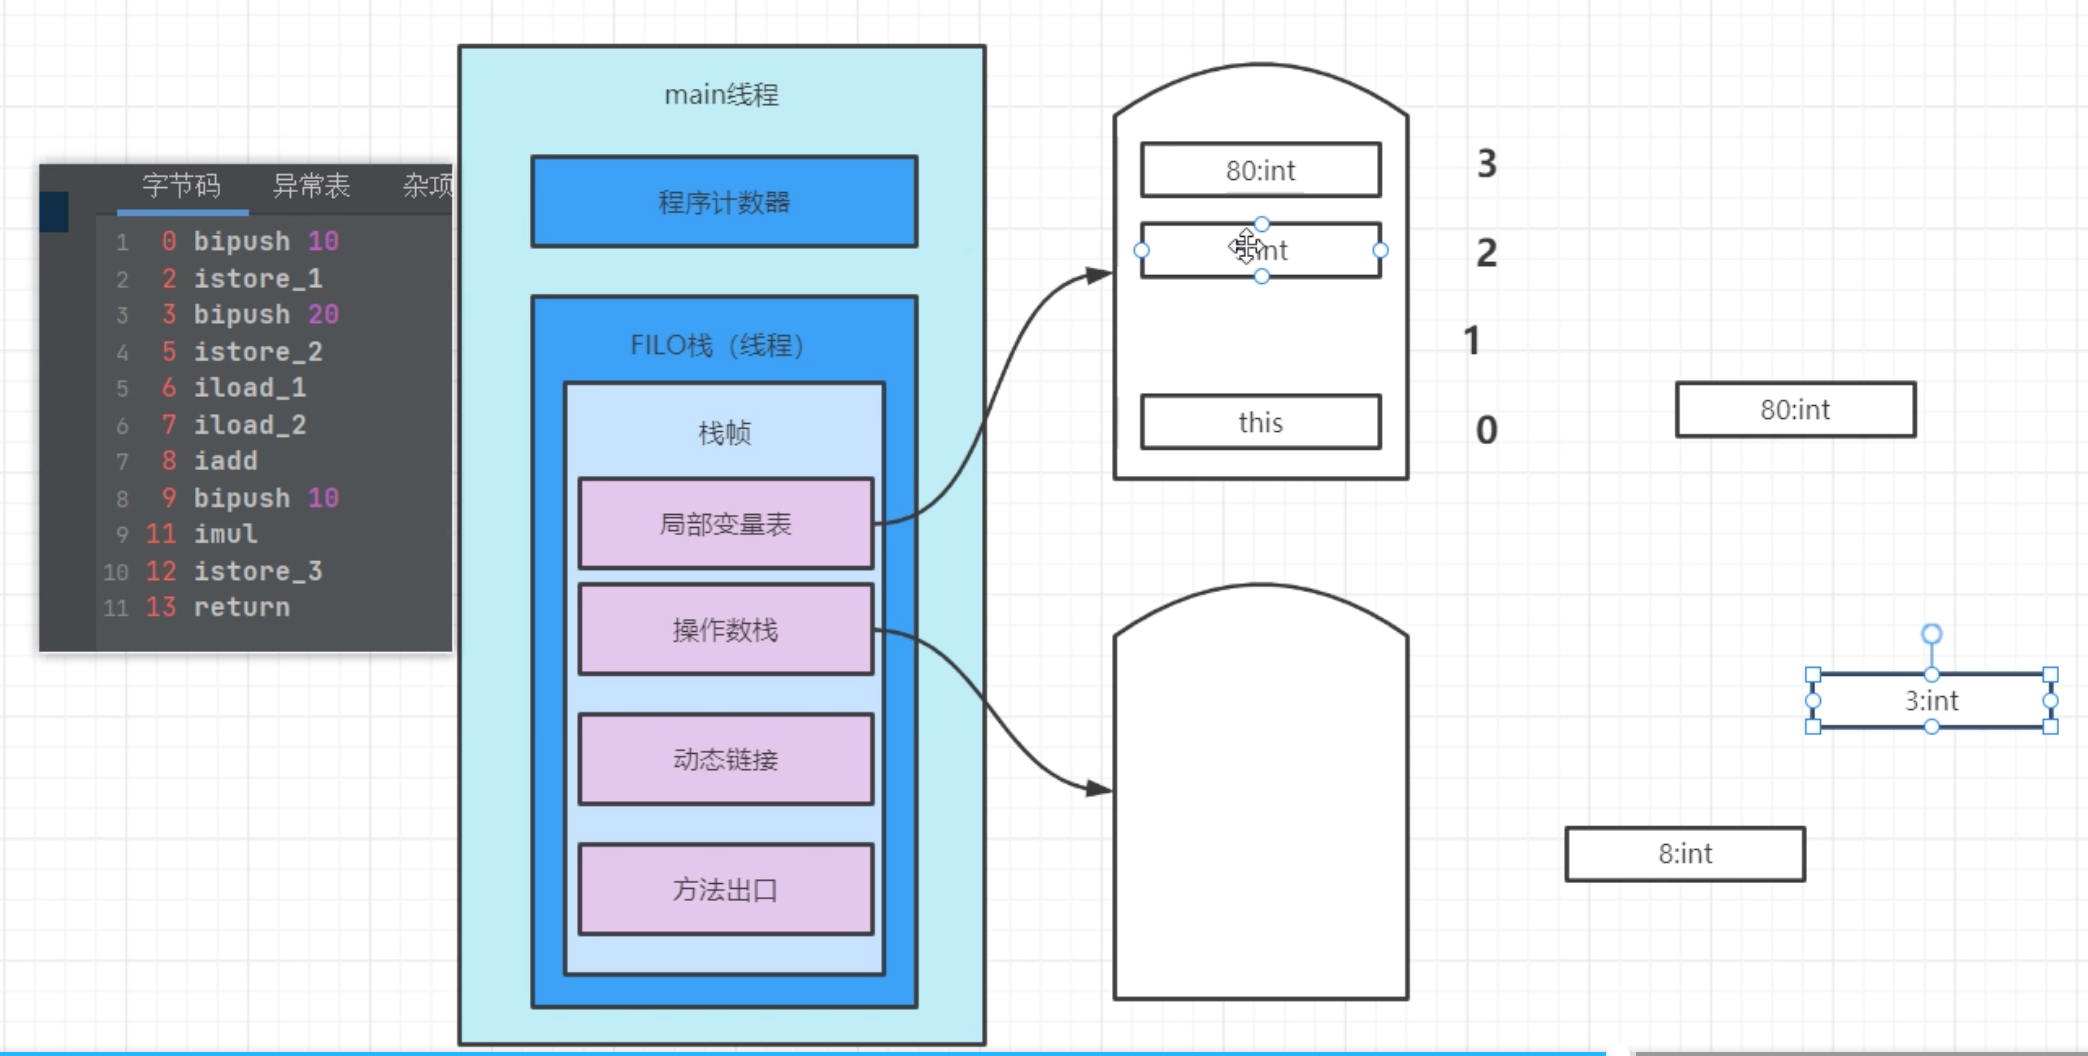 字节码 异常表 杂项
1 0 bipush 10
2 2 istore_1
3 3 bipush 20
4 5 istore_2
5 6 iload_1
6 7 iload_2
7 8 iadd
8 9 bipush 10
9 11 imul
10 12 istore_3
11 13 return
main线程
程序计数器
FILO栈（线程）
栈帧
局部变量表
操作数栈
动态链接
方法出口
80:int
3
2
1
this
0
80:int
3:int
8:int